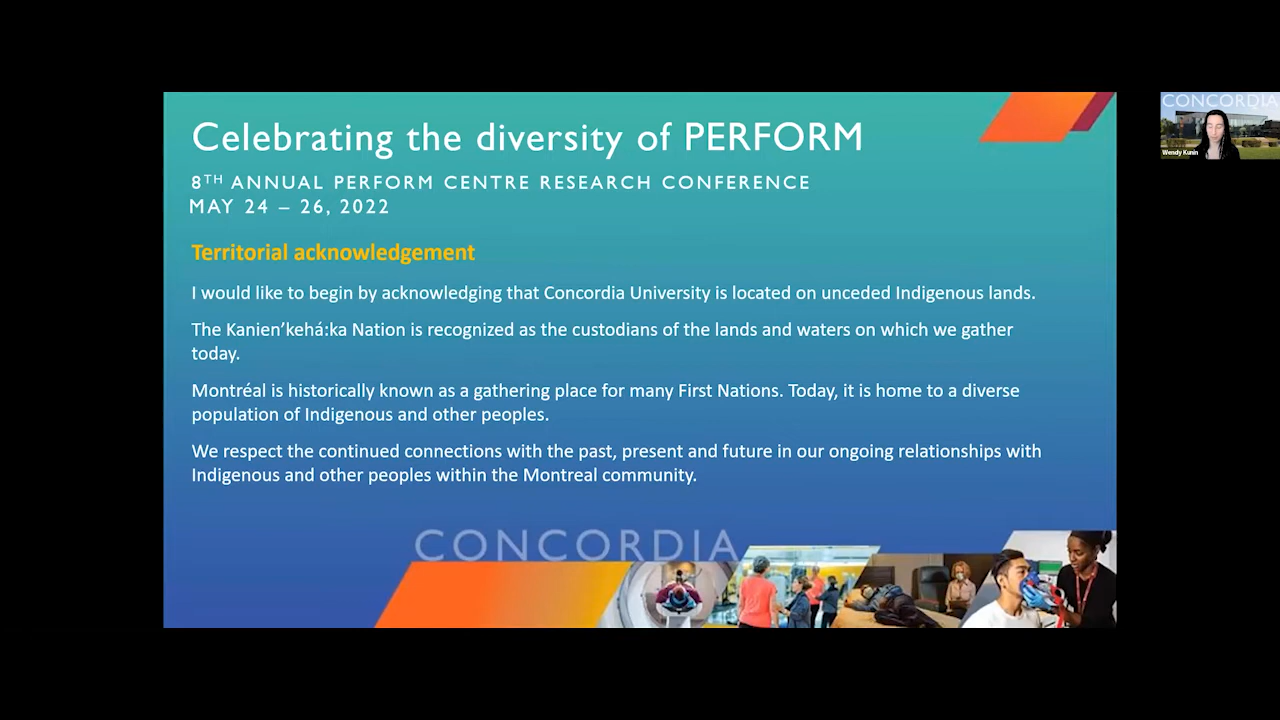 Celebrating the diversity of PERFORM
8TH ANNUAL PERFORM CENTRE RESEARCH CONFERENCE
MAY 24 – 26, 2022
Territorial acknowledgement
I would like to begin by acknowledging that Concordia University is located on unceded Indigenous lands.
The Kanien’kehá:ka Nation is recognized as the custodians of the lands and waters on which we gather
today.
Montréal is historically known as a gathering place for many First Nations. Today, it is home to a diverse
population of Indigenous and other peoples.
We respect the continued connections with the past, present and future in our ongoing relationships with
Indigenous and other peoples within the Montreal community.
CONCORDIA
CONCORDIA
Wendy Kunin